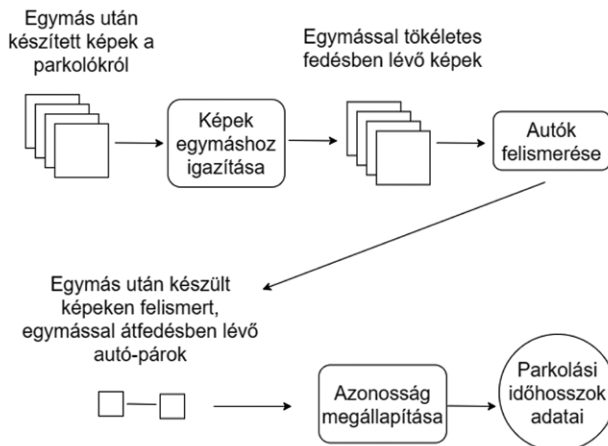 Egymás után
készített képek a
parkolókról
Egymással tökéletes
fedésben lévő képek
Képek
egymáshoz
igazítása
Autók
felismerése
Egymás után készült
képeken felismert,
egymással átfedésben lévő
autó-párok
Azonosság
megállapítása
Parkolási
időhosszok
adatai